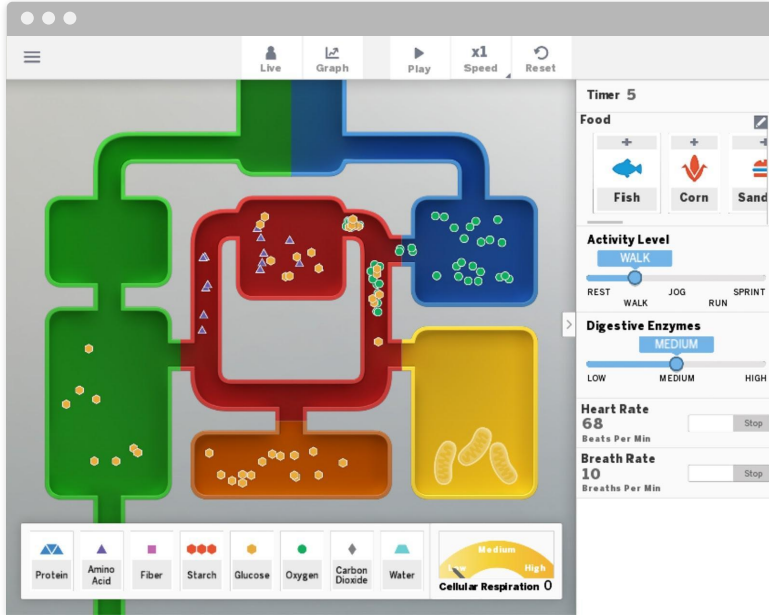 Live
Graph
Play
x1
Speed
Reset
Timer 5
Food
+ + +
Fish Corn Sand
Activity Level
WALK
REST JOG SPRINT
WALK RUN
Digestive Enzymes
MEDIUM
LOW MEDIUM HIGH
Heart Rate
68 Stop
Beats Per Min
Breath Rate
10 Stop
Breaths Per Min
Protein
Amino
Acid
Fiber
Starch
Glucose
Oxygen
Carbon
Dioxide
Water
Medium
Low High
Cellular Respiration 0